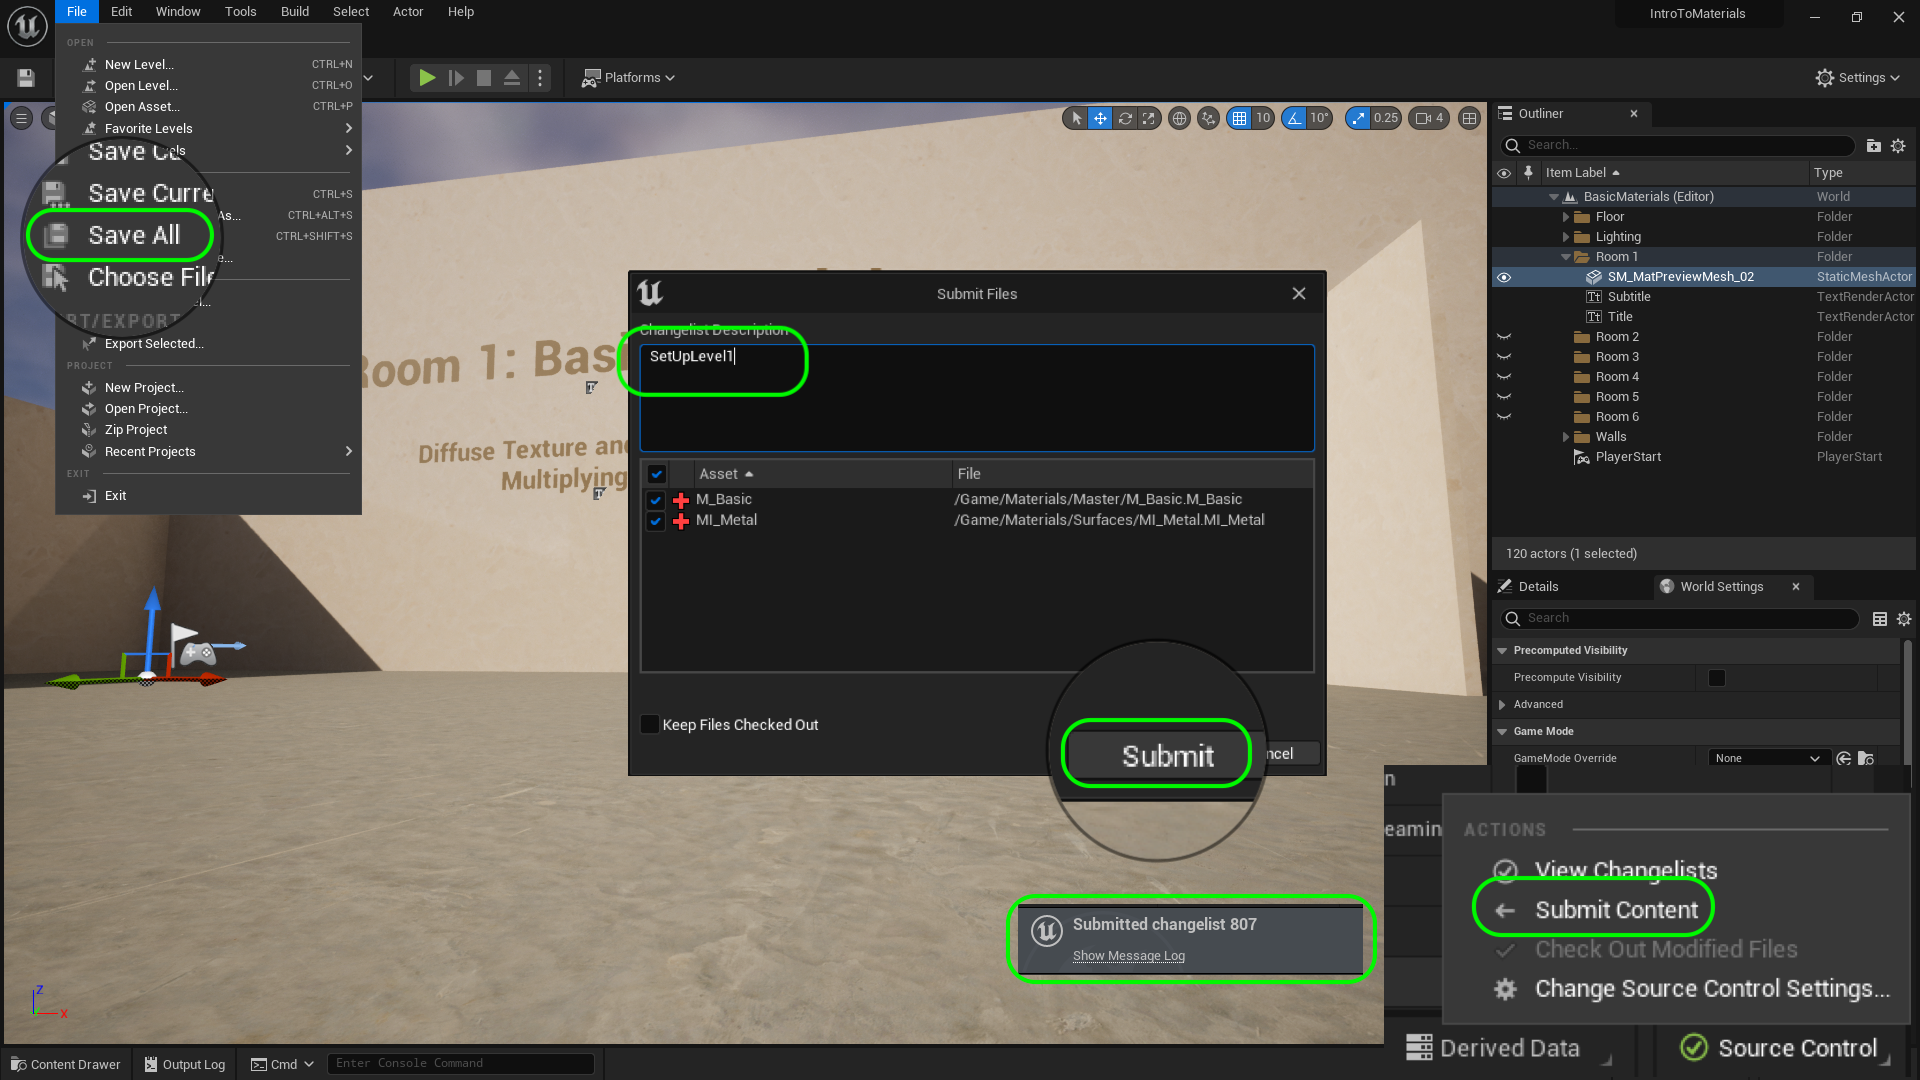 File Edit Window Tools Build Select Actor Help
IntroToMaterials
OPEN
New Level... CTRL+N
Open Level... CTRL+O
Open Asset... CTRL+P
Favorite Levels
Save All
Save Curre CTRL+S
As... CTRL+ALT+S
Save All CTRL+SHIFT+S
Choose File
RT/EXPORT
Export Selected...
PROJECT
New Project...
Open Project...
Zip Project
Recent Projects
EXIT
Exit
Platforms
Settings
10 10° 0.25 4
Room 1: Basi
Diffuse Texture and
Multiplying
Submit Files
Changelist Description
SetUpLevel1
Asset File
M_Basic /Game/Materials/Master/M_Basic.M_Basic
MI_Metal /Game/Materials/Surfaces/MI_Metal.MI_Metal
Keep Files Checked Out
Submit ncel
Submitted changelist 807
Show Message Log
Outliner
Search...
Item Label Type
BasicMaterials (Editor) World
Floor Folder
Lighting Folder
Room 1 Folder
SM_MatPreviewMesh_02 StaticMeshActor
Subtitle TextRenderActor
Title TextRenderActor
Room 2 Folder
Room 3 Folder
Room 4 Folder
Room 5 Folder
Room 6 Folder
Walls Folder
PlayerStart PlayerStart
120 actors (1 selected)
Details World Settings
Search
Precomputed Visibility
Precompute Visibility
Advanced
Game Mode
GameMode Override None
eamin
ACTIONS
View Changelists
Submit Content
Check Out Modified Files
Change Source Control Settings...
Derived Data Source Control
Z
X
Content Drawer Output Log Cmd Enter Console Command